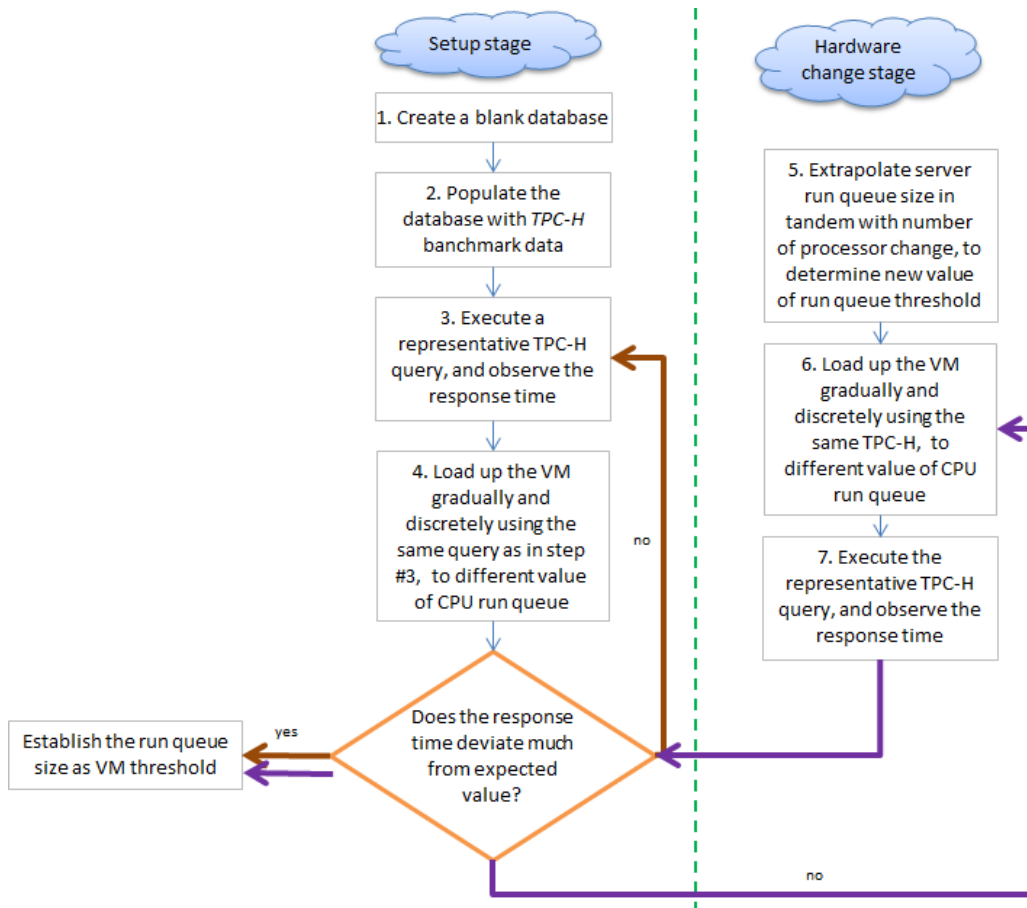 Setup stage
1. Create a blank database
2. Populate the
database with TPC-H
banchmark data
3. Execute a
representative TPC-H
query, and observe the
response time
4. Load up the VM
gradually and
discretely using the
same query as in step
#3, to different value
of CPU run queue
no
Does the response
time deviate much
from expected
value?
yes
Establish the run queue
size as VM threshold
Hardware
change stage
5. Extrapolate server
run queue size in
tandem with number
of processor change, to
determine new value
of run queue threshold
6. Load up the VM
gradually and
discretely using the
same TPC-H, to
different value of CPU
run queue
7. Execute the
representative TPC-H
query, and observe the
response time
no